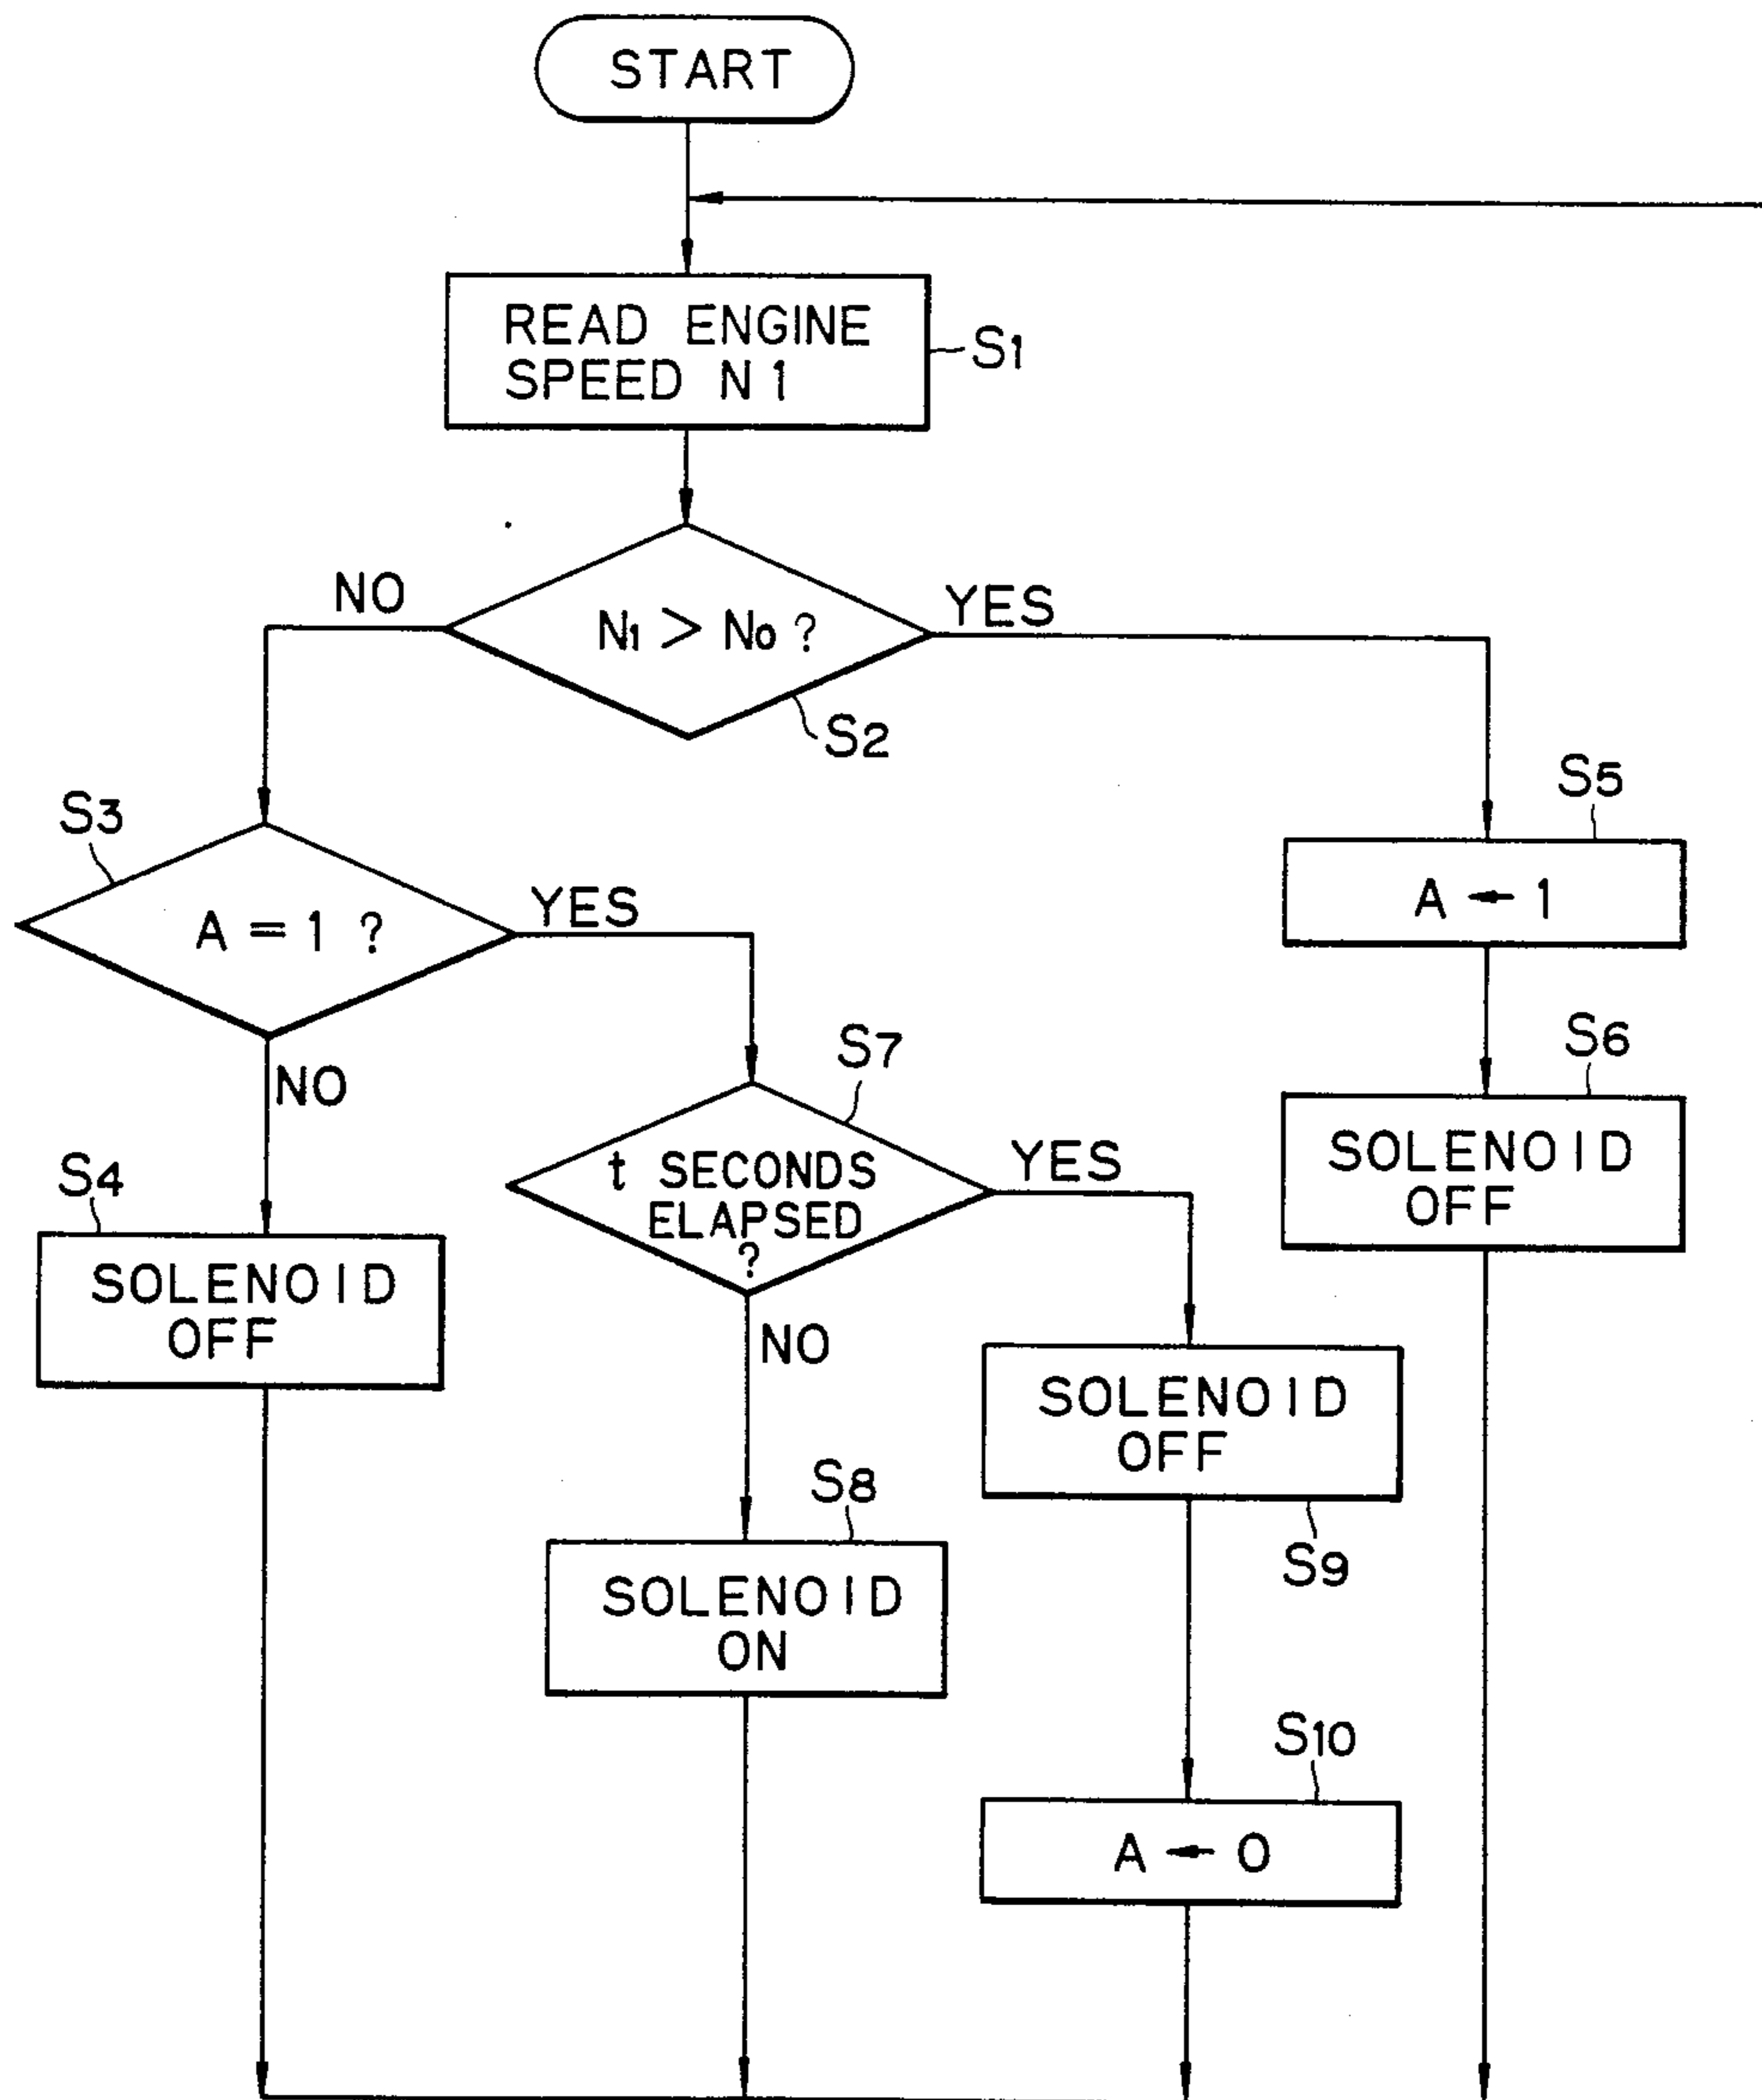 START
READ ENGINE
SPEED N1
S1
NO
N1 > N0 ?
YES
S2
S3
A = 1 ?
YES
S5
A ← 1
NO
S7
S6
t SECONDS
ELAPSED
?
YES
SOLENOID
OFF
S4
SOLENOID
OFF
NO
SOLENOID
OFF
S8
S9
SOLENOID
ON
S10
A ← 0